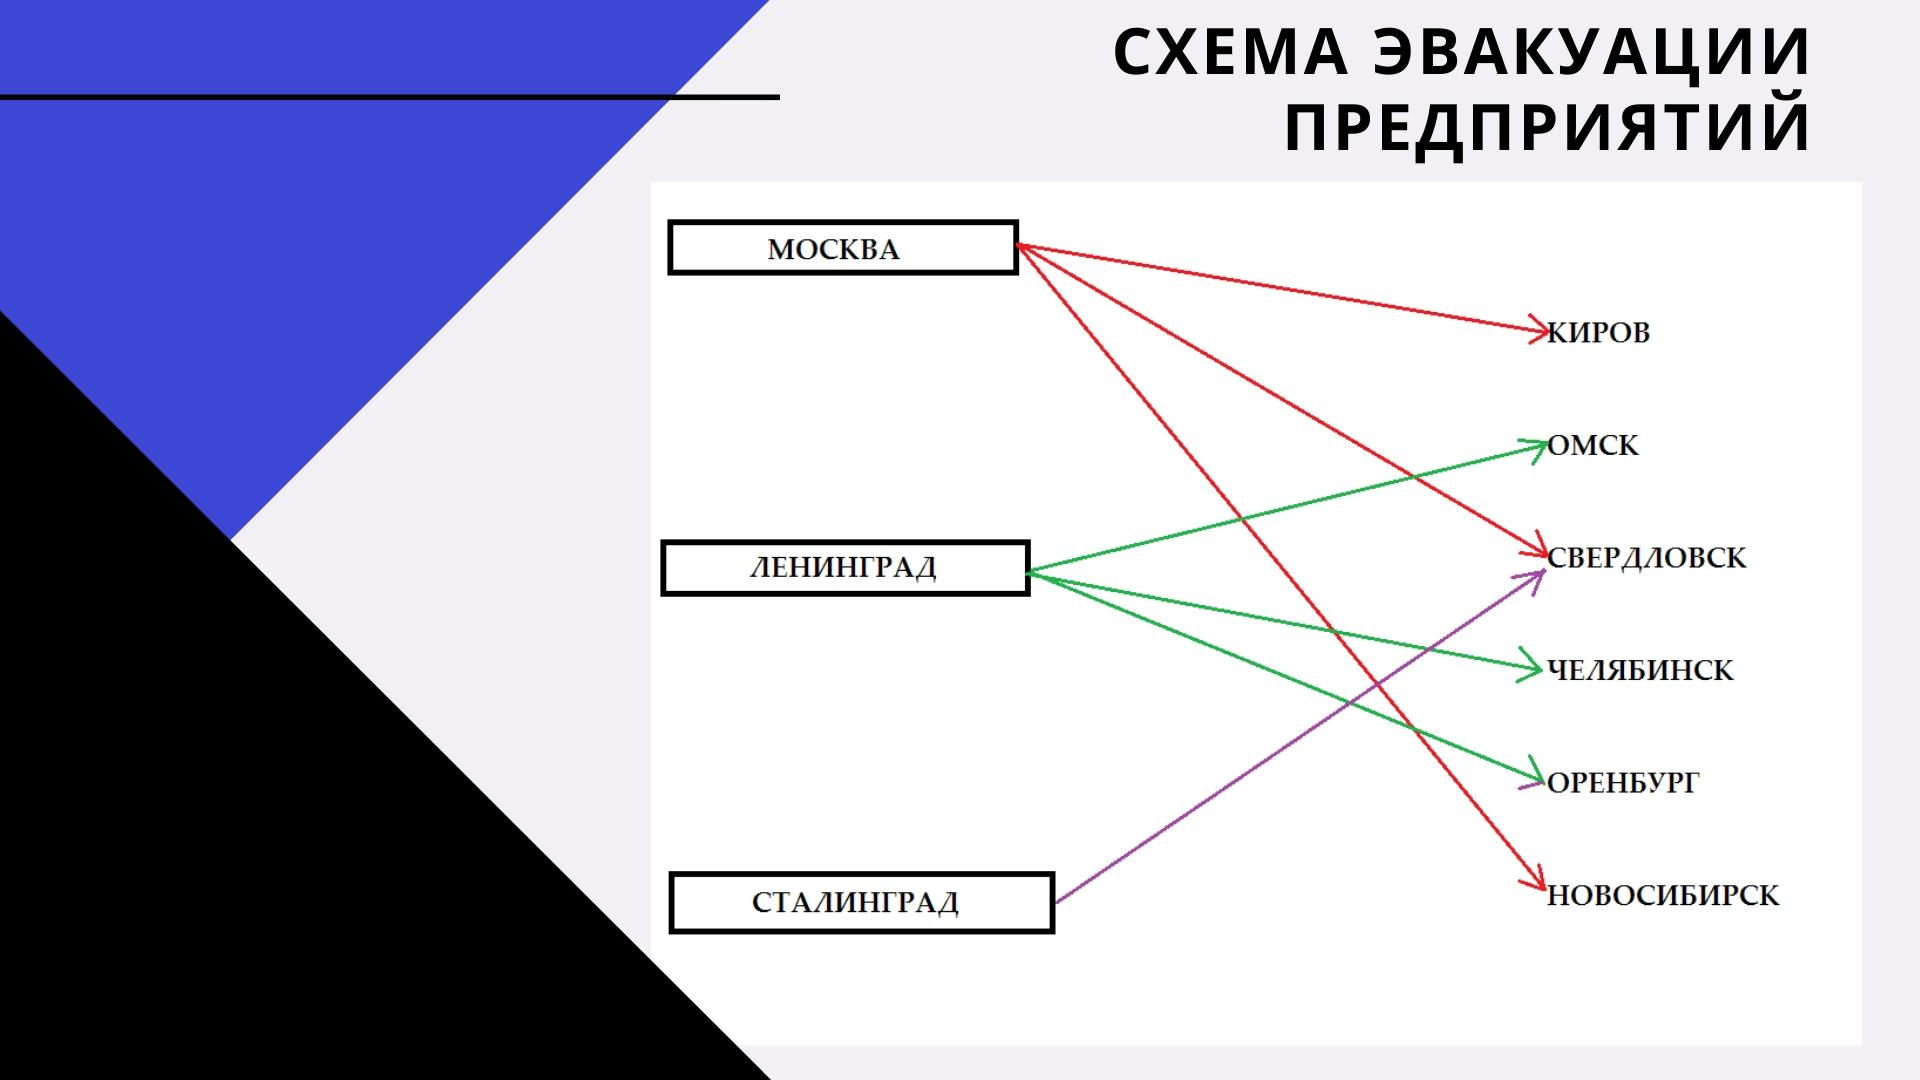 СХЕМА ЭВАКУАЦИИ
ПРЕДПРИЯТИЙ
МОСКВА
КИРОВ
ОМСК
СВЕРДЛОВСК
ЛЕНИНГРАД
ЧЕЛЯБИНСК
ОРЕНБУРГ
СТАЛИНГРАД
НОВОСИБИРСК